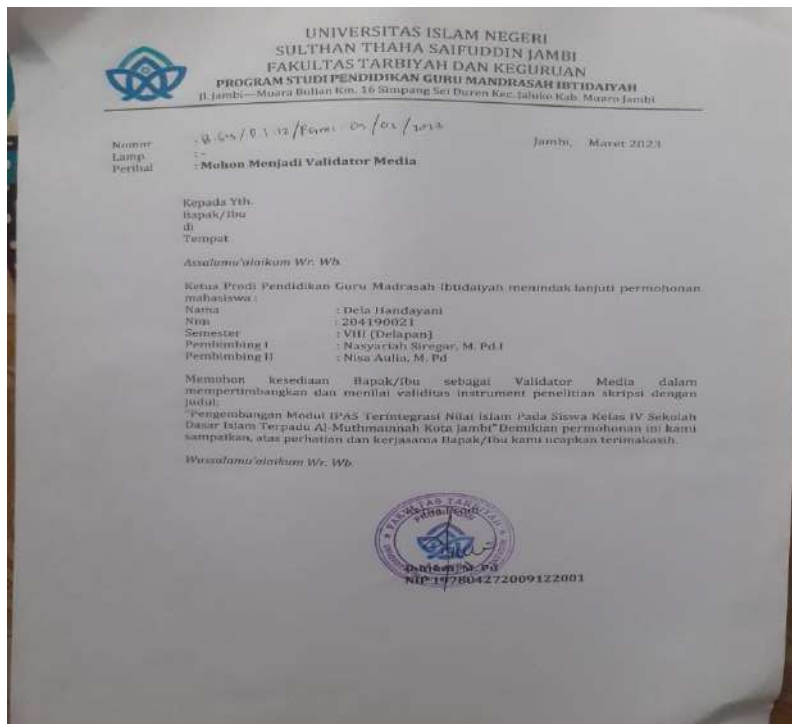 UNIVERSITAS ISLAM NEGERI
SULTHAN THAHA SAIFUDDIN JAMBI
FAKULTAS TARBIYAH DAN KEGURUAN
PROGRAM STUDI PENDIDIKAN GURU MANDRASAH IBTIDAIYAH
Jl. Jambi—Muara Bulian Km. 16 Simpang Sei Duren Kec. Jaluko Kab. Muaro Jambi
Nomor :
Jambi, Maret 2023
Lamp. : -
Perihal : Mohon Menjadi Validator Media
Kepada Yth.
Bapak/Ibu
di
Tempat
Assalamu'alaikum Wr. Wb.
Ketua Prodi Pendidikan Guru Madrasah Ibtidaiyah menindak lanjuti permohonan
mahasiswa :
Nama : Dela Handayani
Nim : 204190021
Semester : VIII (Delapan)
Pembimbing I : Nasyariah Siregar, M. Pd.I
Pembimbing II : Nisa Aulia, M. Pd
Memohon kesediaan Bapak/Ibu sebagai Validator Media dalam
mempertimbangkan dan menilai validitas instrument penelitian skripsi dengan
judul:
"Pengembangan Modul IPAS Terintegrasi Nilai Islam Pada Siswa Kelas IV Sekolah
Dasar Islam Terpadu Al-Muthmainnah Kota Jambi" Demikian permohonan ini kami
sampaikan, atas perhatian dan kerjasama Bapak/Ibu kami ucapkan terimakasih.
Wassalamu'alaikum Wr. Wb.
M. Pd
NIP 197804272009122001